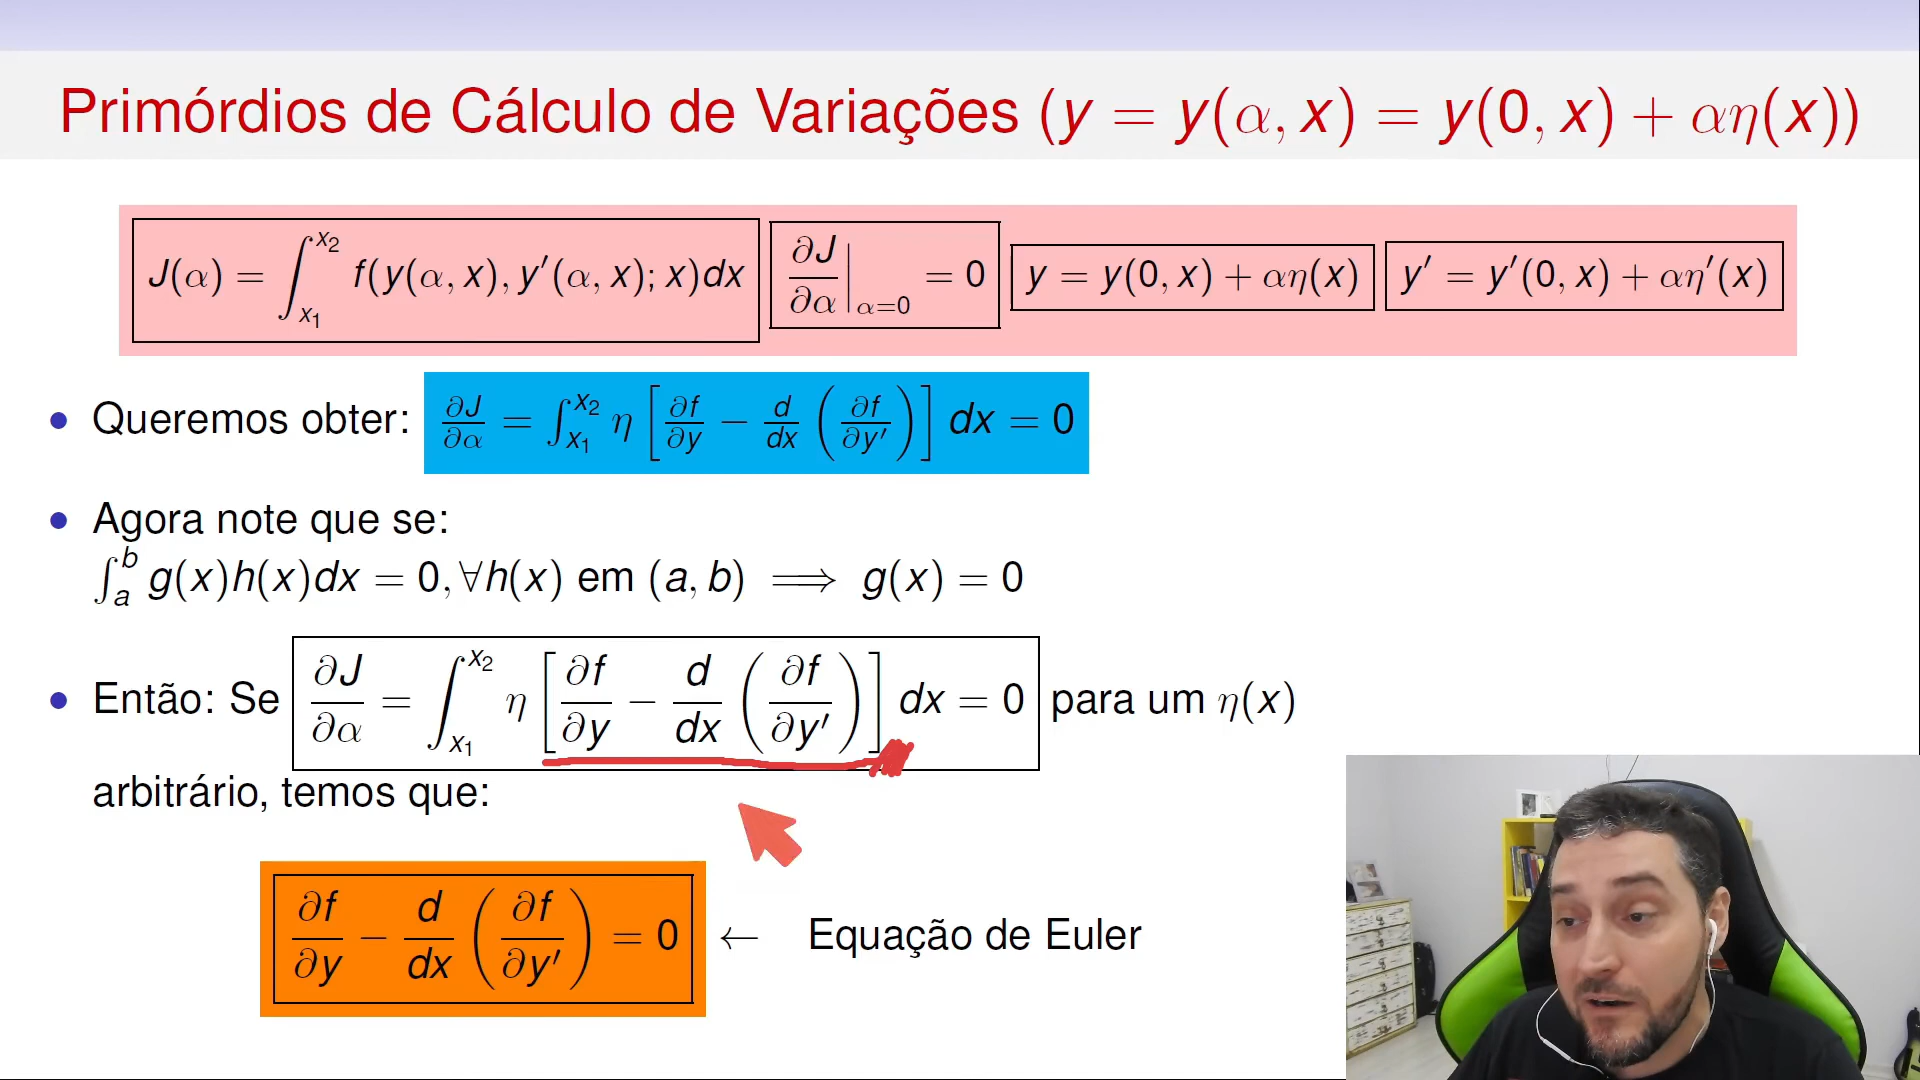 Primórdios de Cálculo de Variações (y = y(α, x) = y(0, x) + αη(x))
J(α) = ∫_{x₁}^{x₂} f(y(α, x), y′(α, x); x)dx  ∂J/∂α |_{α=0} = 0  y = y(0, x) + αη(x)  y′ = y′(0, x) + αη′(x)
• Queremos obter: ∂J/∂α = ∫_{x₁}^{x₂} η [∂f/∂y − d/dx (∂f/∂y′)] dx = 0
• Agora note que se:
∫_a^b g(x)h(x)dx = 0, ∀h(x) em (a, b) ⟹ g(x) = 0
• Então: Se ∂J/∂α = ∫_{x₁}^{x₂} η [∂f/∂y − d/dx (∂f/∂y′)] dx = 0 para um η(x)
arbitrário, temos que:
∂f/∂y − d/dx (∂f/∂y′) = 0 ← Equação de Euler